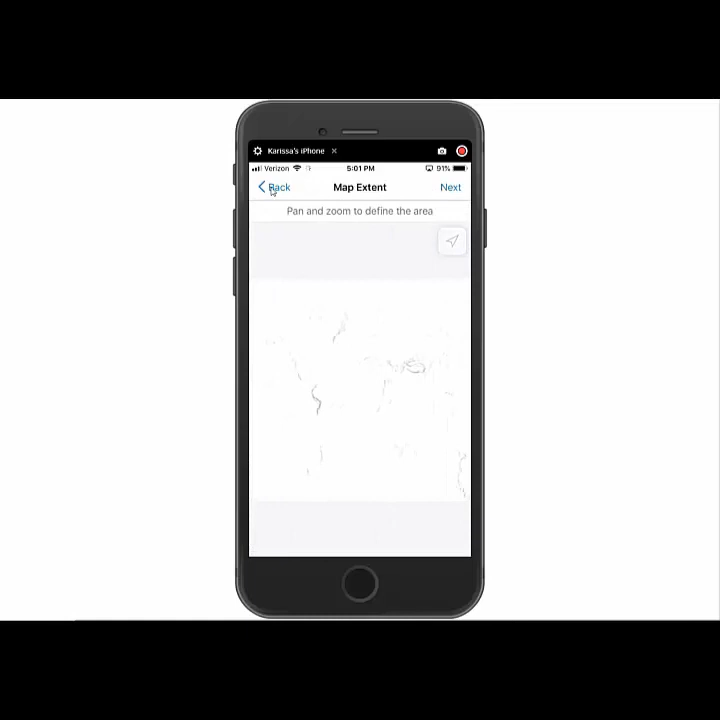 Karissa's iPhone ×
Verizon 5:01 PM 91%
Back Map Extent Next
Pan and zoom to define the area